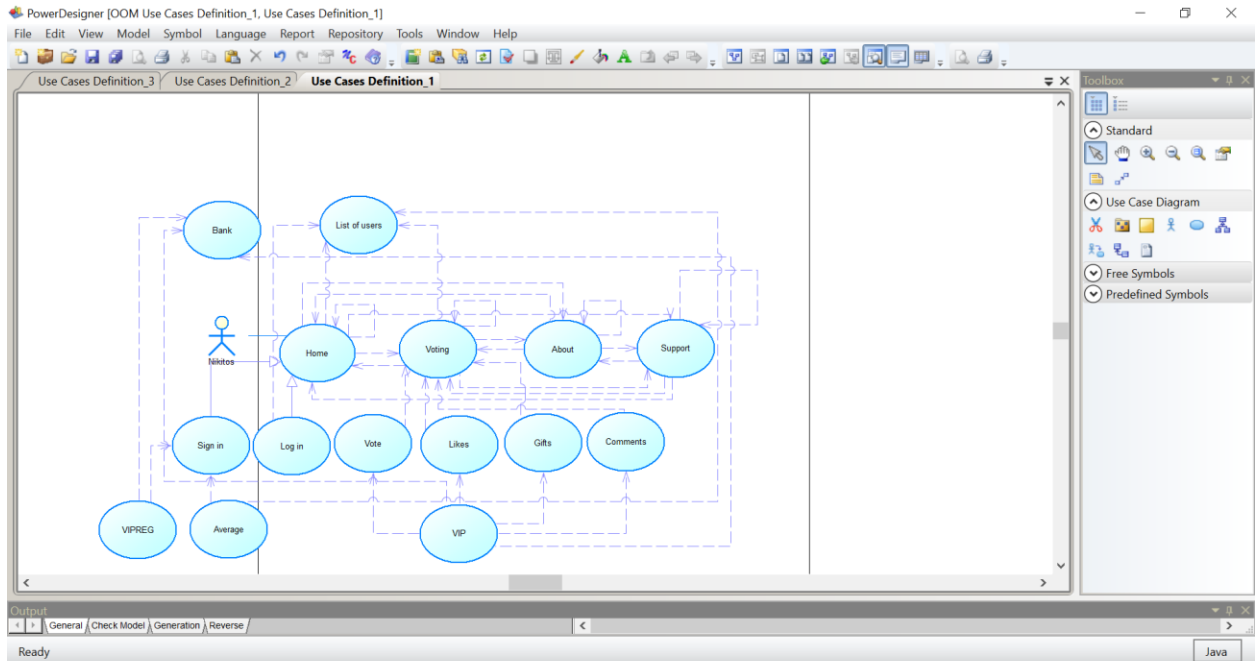 PowerDesigner [OOM Use Cases Definition_1, Use Cases Definition_1]
File Edit View Model Symbol Language Report Repository Tools Window Help
Use Cases Definition_3 Use Cases Definition_2 Use Cases Definition_1
Toolbox
Standard
Use Case Diagram
Free Symbols
Predefined Symbols
Bank
List of users
Nikitos
Home
Voting
About
Support
Sign in
Log in
Vote
Likes
Gifts
Comments
VIPREG
Average
VIP
Output
General Check Model Generation Reverse
Ready
Java